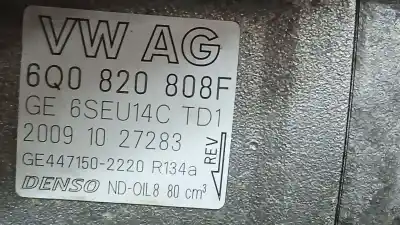 VW AG
6Q0 820 808F
GE 6SEU14C TD1
2009 10 27283
GE447150-2220 R134a
DENSO ND-OIL8 80 cm³
REV